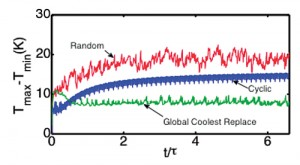 30
20
10
0
T_max-T_min(K)
Random
Cyclic
Global Coolest Replace
0 2 4 6
t/τ